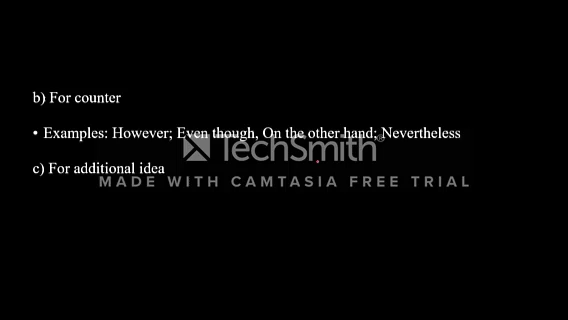 b) For counter
• Examples: However; Even though, On the other hand; Nevertheless
TechSmith®
c) For additional idea
MADE WITH CAMTASIA FREE TRIAL